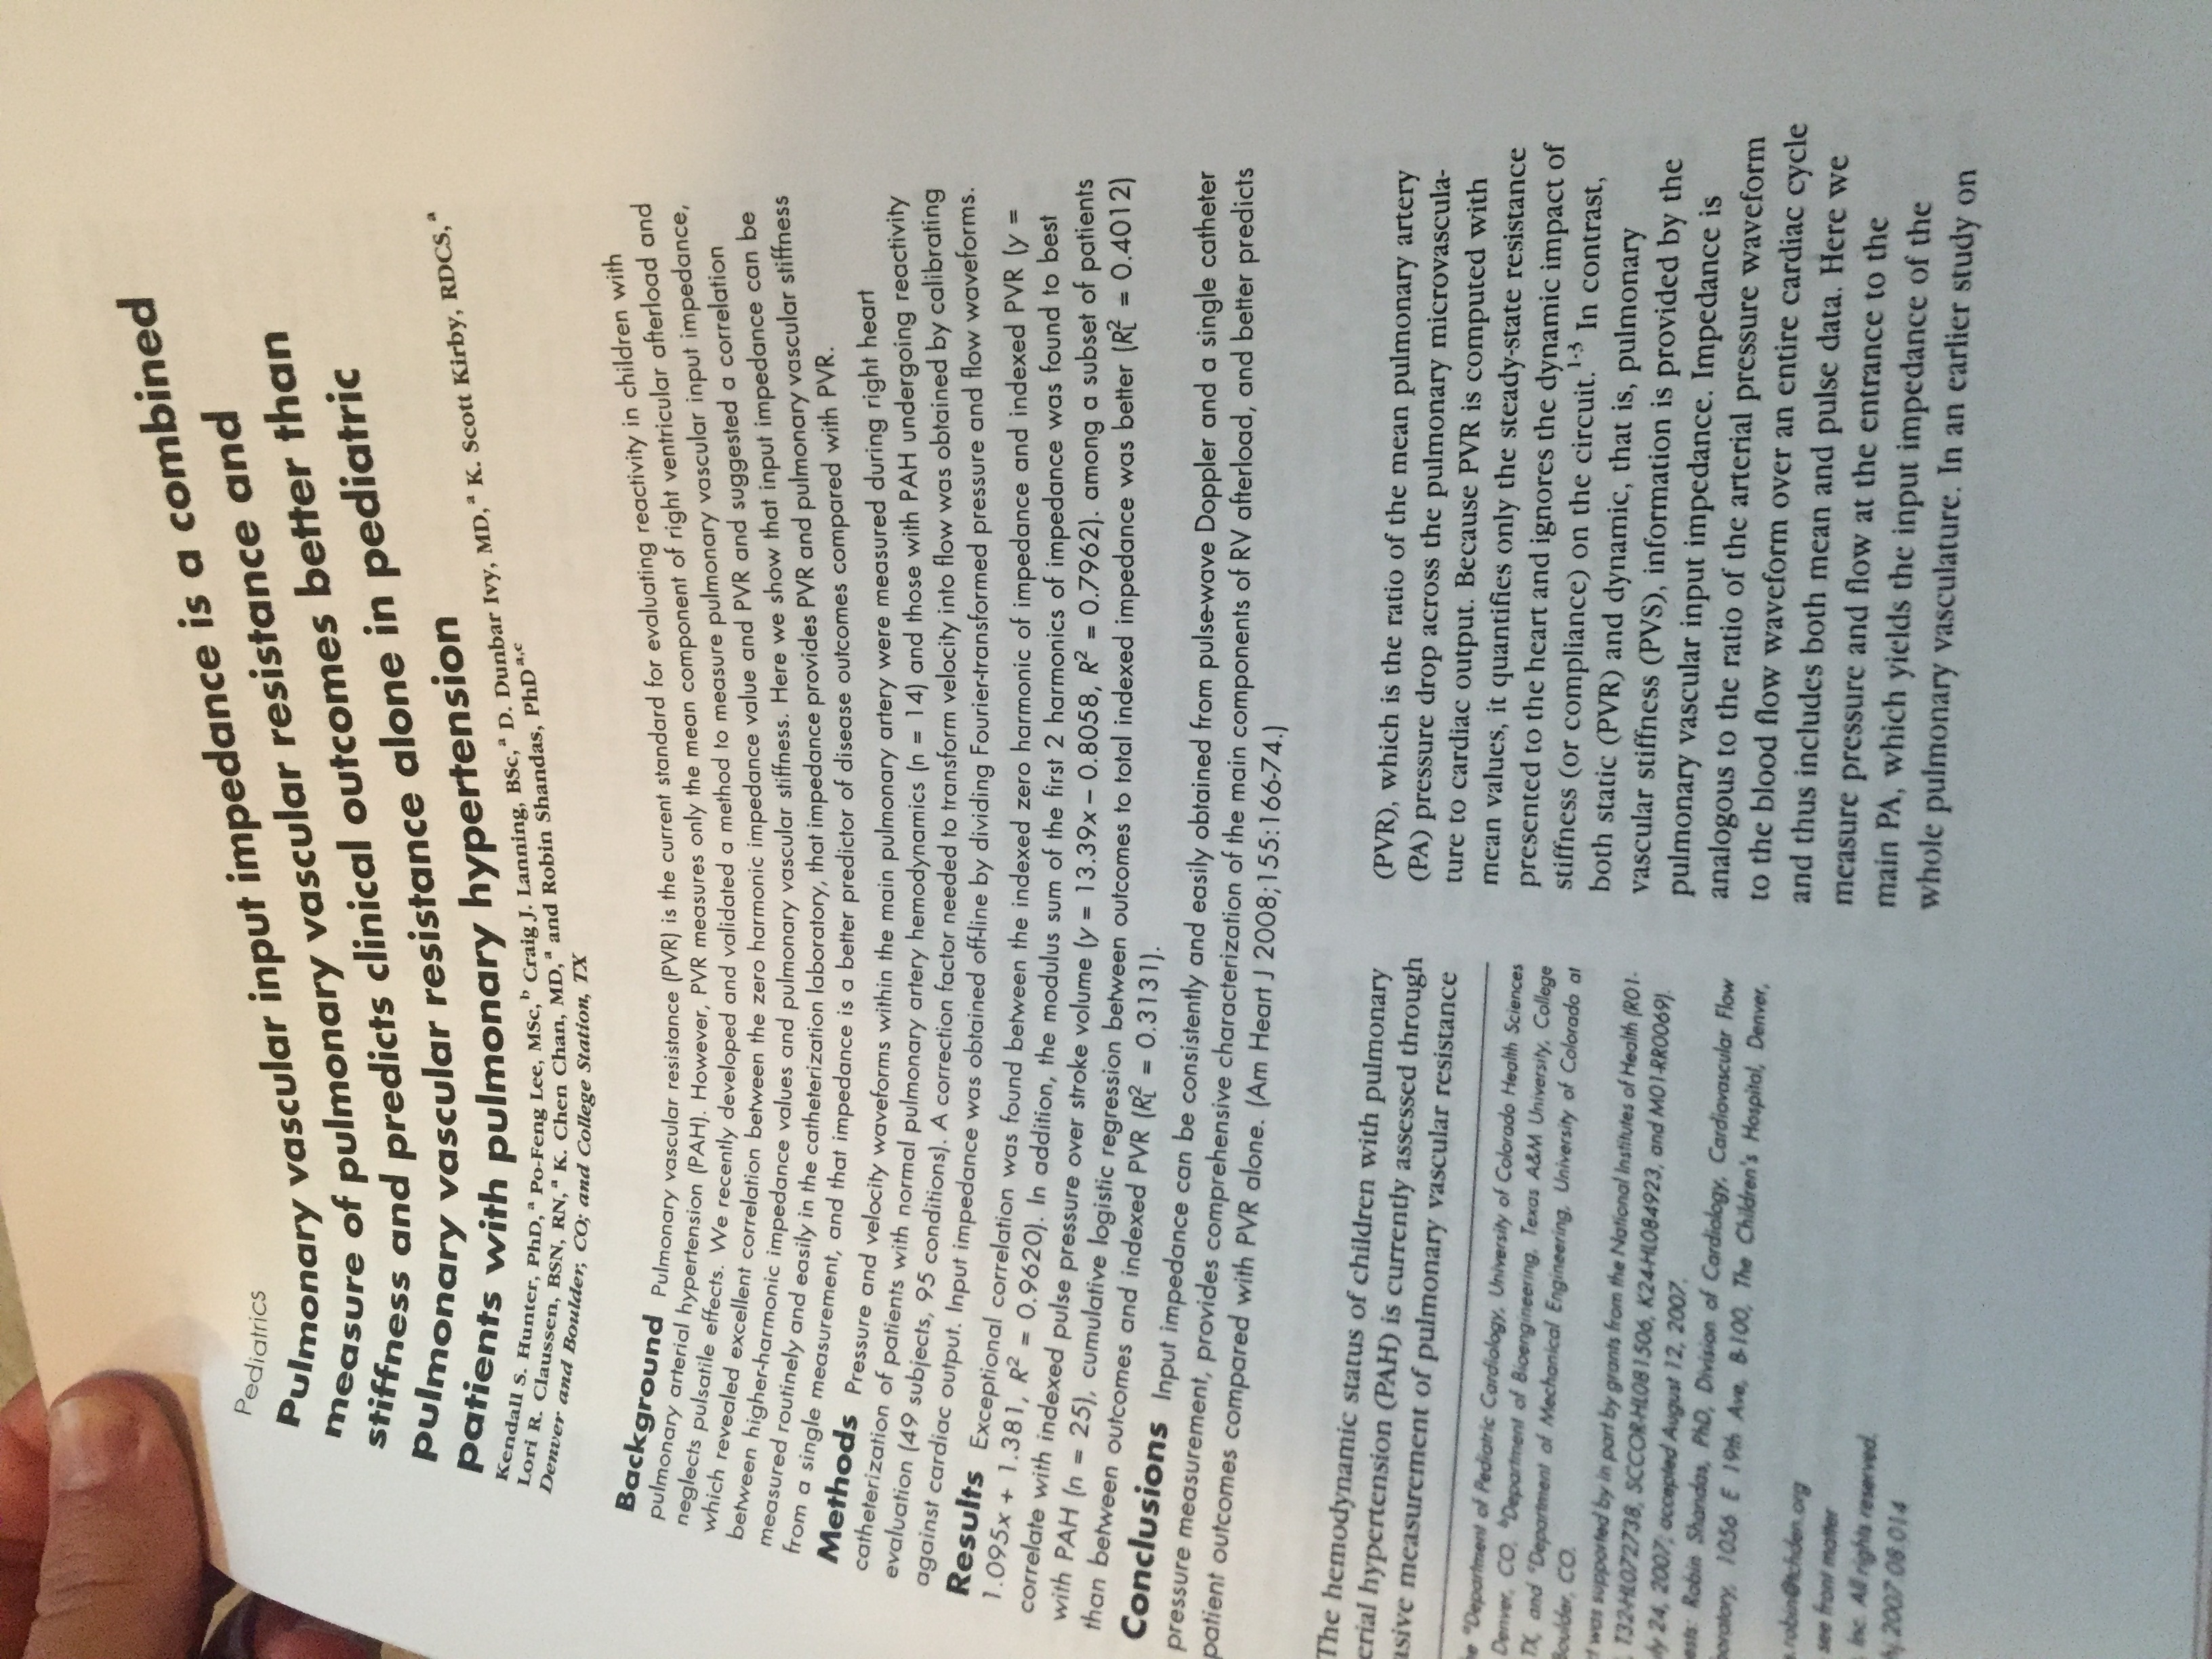 Pediatrics
Pulmonary vascular input impedance is a combined
measure of pulmonary vascular resistance and
stiffness and predicts clinical outcomes better than
pulmonary vascular resistance alone in pediatric
patients with pulmonary hypertension
Kendall S. Hunter, PhD,ᵃ Po-Feng Lee, MSc,ᵇ Craig J. Lanning, BSc,ᵃ D. Dunbar Ivy, MD,ᵃ K. Scott Kirby, RDCS,ᵃ
Lori R. Claussen, BSN, RN,ᵃ K. Chen Chan, MD,ᵃ and Robin Shandas, PhDᵃ,ᶜ
Denver and Boulder, CO; and College Station, TX
Background Pulmonary vascular resistance (PVR) is the current standard for evaluating reactivity in children with
pulmonary arterial hypertension (PAH). However, PVR measures only the mean component of right ventricular afterload and
neglects pulsatile effects. We recently developed and validated a method to measure pulmonary vascular input impedance,
which revealed excellent correlation between the zero harmonic impedance value and PVR and suggested a correlation
between higher-harmonic impedance values and pulmonary vascular stiffness. Here we show that input impedance can be
measured routinely and easily in the catheterization laboratory, that impedance provides PVR and pulmonary vascular stiffness
from a single measurement, and that impedance is a better predictor of disease outcomes compared with PVR.
Methods Pressure and velocity waveforms within the main pulmonary artery were measured during right heart
catheterization of patients with normal pulmonary artery hemodynamics (n = 14) and those with PAH undergoing reactivity
evaluation (49 subjects, 95 conditions). A correction factor needed to transform velocity into flow was obtained by calibrating
against cardiac output. Input impedance was obtained off-line by dividing Fourier-transformed pressure and flow waveforms.
Results Exceptional correlation was found between the indexed zero harmonic of impedance and indexed PVR (y =
1.095x + 1.381, R² = 0.9620). In addition, the modulus sum of the first 2 harmonics of impedance was found to best
correlate with indexed pulse pressure over stroke volume (y = 13.39x − 0.8058, R² = 0.7962). among a subset of patients
with PAH (n = 25), cumulative logistic regression between outcomes to total indexed impedance was better (R_L² = 0.4012)
than between outcomes and indexed PVR (R_L² = 0.3131).
Conclusions Input impedance can be consistently and easily obtained from pulse-wave Doppler and a single catheter
pressure measurement, provides comprehensive characterization of the main components of RV afterload, and better predicts
patient outcomes compared with PVR alone. (Am Heart J 2008;155:166-74.)
The hemodynamic status of children with pulmonary
erial hypertension (PAH) is currently assessed through
asive measurement of pulmonary vascular resistance
he ᵃDepartment of Pediatric Cardiology, University of Colorado Health Sciences
Denver, CO, ᵇDepartment of Bioengineering, Texas A&M University, College
TX, and ᶜDepartment of Mechanical Engineering, University of Colorado at
Boulder, CO.
was supported by in part by grants from the National Institutes of Health (R01-
T32-HL072738, SCCOR-HL081506, K24-HL084923, and M01-RR0069).
24, 2007; accepted August 12, 2007.
ests: Robin Shandas, PhD, Division of Cardiology, Cardiovascular Flow
boratory, 1056 E 19th Ave, B-100, The Children's Hospital, Denver,
.robin@tchden.org
see front matter
Inc. All rights reserved.
2007.08.014
(PVR), which is the ratio of the mean pulmonary artery
(PA) pressure drop across the pulmonary microvascula-
ture to cardiac output. Because PVR is computed with
mean values, it quantifies only the steady-state resistance
presented to the heart and ignores the dynamic impact of
stiffness (or compliance) on the circuit.¹⁻³ In contrast,
both static (PVR) and dynamic, that is, pulmonary
vascular stiffness (PVS), information is provided by the
pulmonary vascular input impedance. Impedance is
analogous to the ratio of the arterial pressure waveform
to the blood flow waveform over an entire cardiac cycle
and thus includes both mean and pulse data. Here we
measure pressure and flow at the entrance to the
main PA, which yields the input impedance of the
whole pulmonary vasculature. In an earlier study on